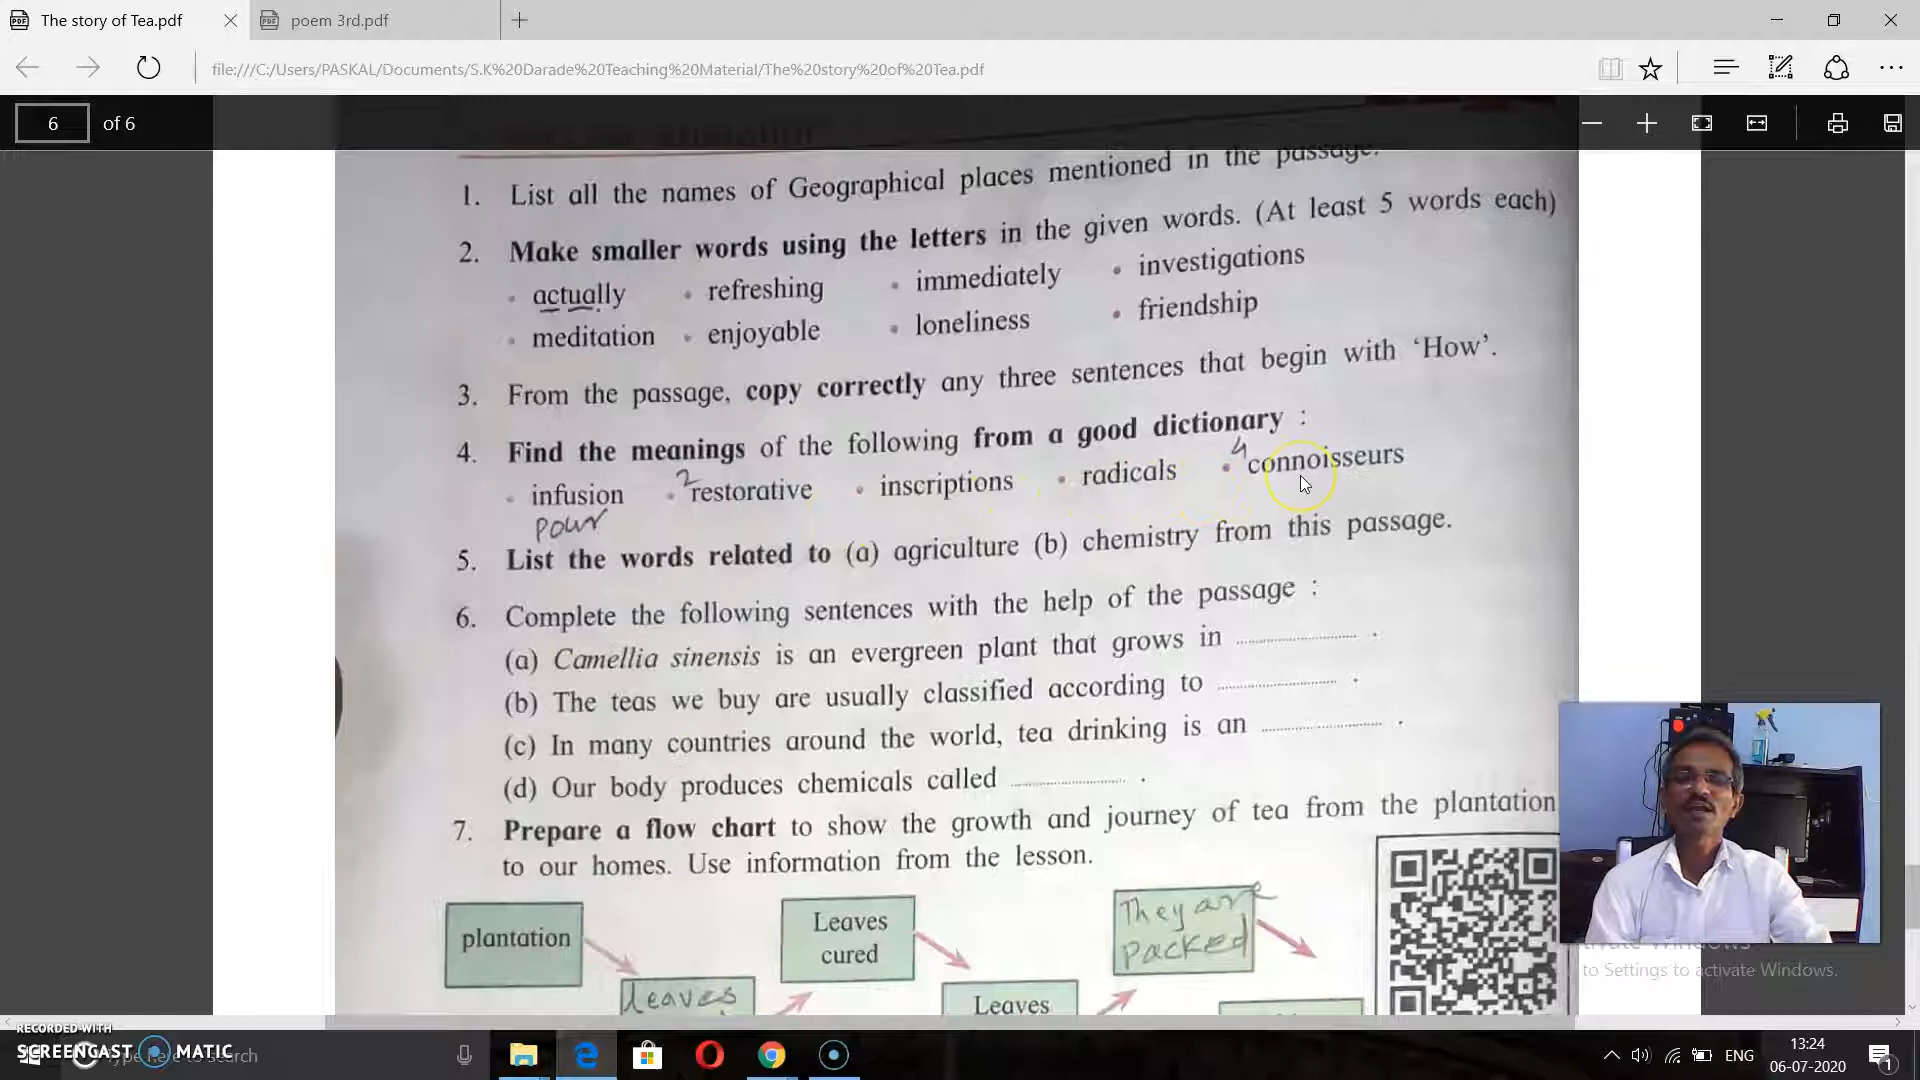 The story of Tea.pdf
poem 3rd.pdf
file:///C:/Users/PASKAL/Documents/S.K%20Darade%20Teaching%20Material/The%20story%20of%20Tea.pdf
6 of 6
1. List all the names of Geographical places mentioned in the passage.
2. Make smaller words using the letters in the given words. (At least 5 words each)
• actually • refreshing • immediately • investigations
• meditation • enjoyable • loneliness • friendship
3. From the passage, copy correctly any three sentences that begin with ‘How’.
4. Find the meanings of the following from a good dictionary :
• infusion • 2 restorative • inscriptions • radicals • 4 connoisseurs
pour
5. List the words related to (a) agriculture (b) chemistry from this passage.
6. Complete the following sentences with the help of the passage :
(a) Camellia sinensis is an evergreen plant that grows in .................... .
(b) The teas we buy are usually classified according to .................... .
(c) In many countries around the world, tea drinking is an .................... .
(d) Our body produces chemicals called .................... .
7. Prepare a flow chart to show the growth and journey of tea from the plantation
to our homes. Use information from the lesson.
plantation
Leaves
cured
They are
packed
leaves
Leaves
Windows
to Settings to activate Windows.
RECORDED WITH
SCREENCAST MATIC
here to search
ENG
13:24
06-07-2020
1